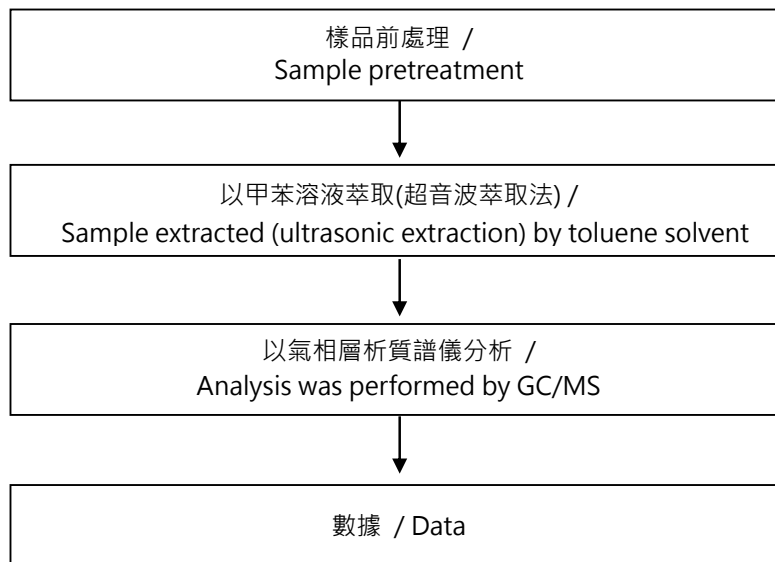 樣品前處理 /
Sample pretreatment
以甲苯溶液萃取(超音波萃取法) /
Sample extracted (ultrasonic extraction) by toluene solvent
以氣相層析質譜儀分析 /
Analysis was performed by GC/MS
數據 / Data